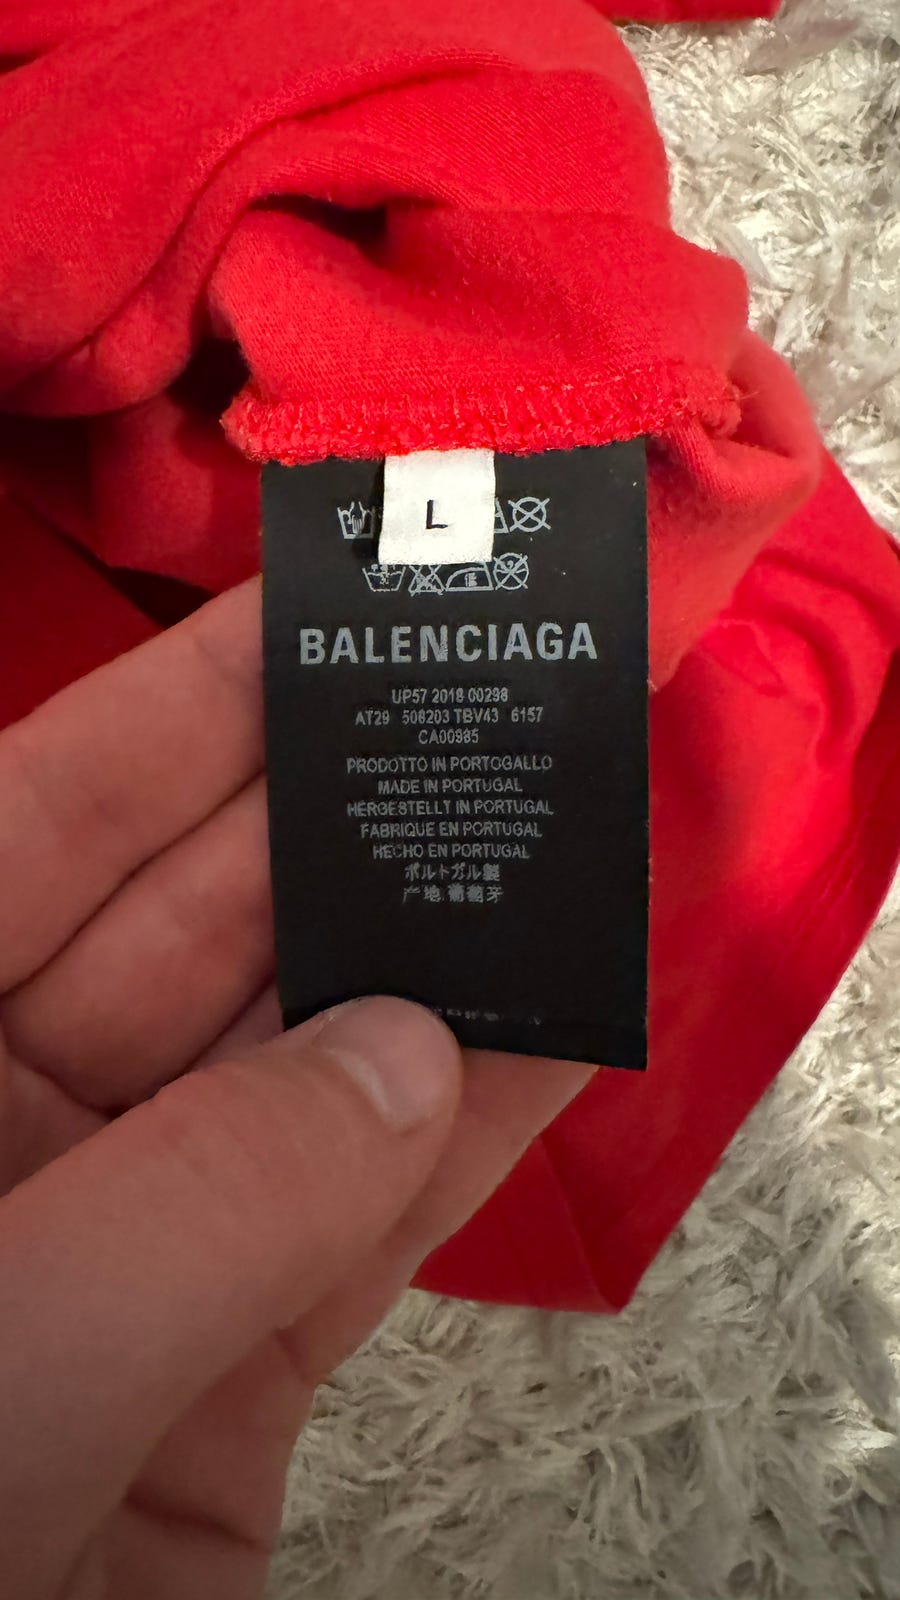 L
BALENCIAGA
UP57 2018 00298
AT29 508203 TBV43 6157
CA00985
PRODOTTO IN PORTOGALLO
MADE IN PORTUGAL
HERGESTELLT IN PORTUGAL
FABRIQUE EN PORTUGAL
HECHO EN PORTUGAL
ポルトガル製
产地:葡萄牙